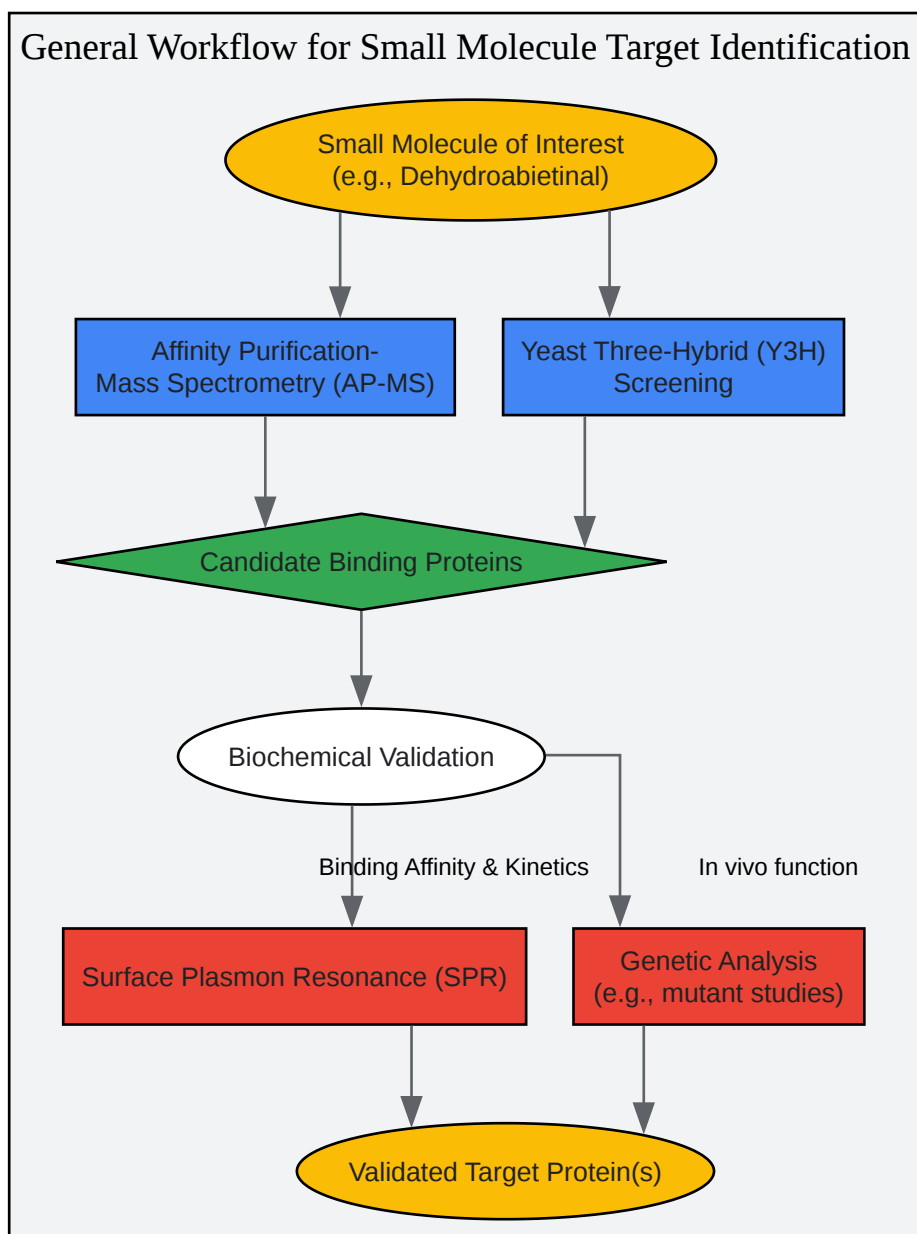 General Workflow for Small Molecule Target Identification
Small Molecule of Interest
(e.g., Dehydroabietinal)
Affinity Purification-
Mass Spectrometry (AP-MS)
Yeast Three-Hybrid (Y3H)
Screening
Candidate Binding Proteins
Biochemical Validation
Binding Affinity & Kinetics
In vivo function
Surface Plasmon Resonance (SPR)
Genetic Analysis
(e.g., mutant studies)
Validated Target Protein(s)